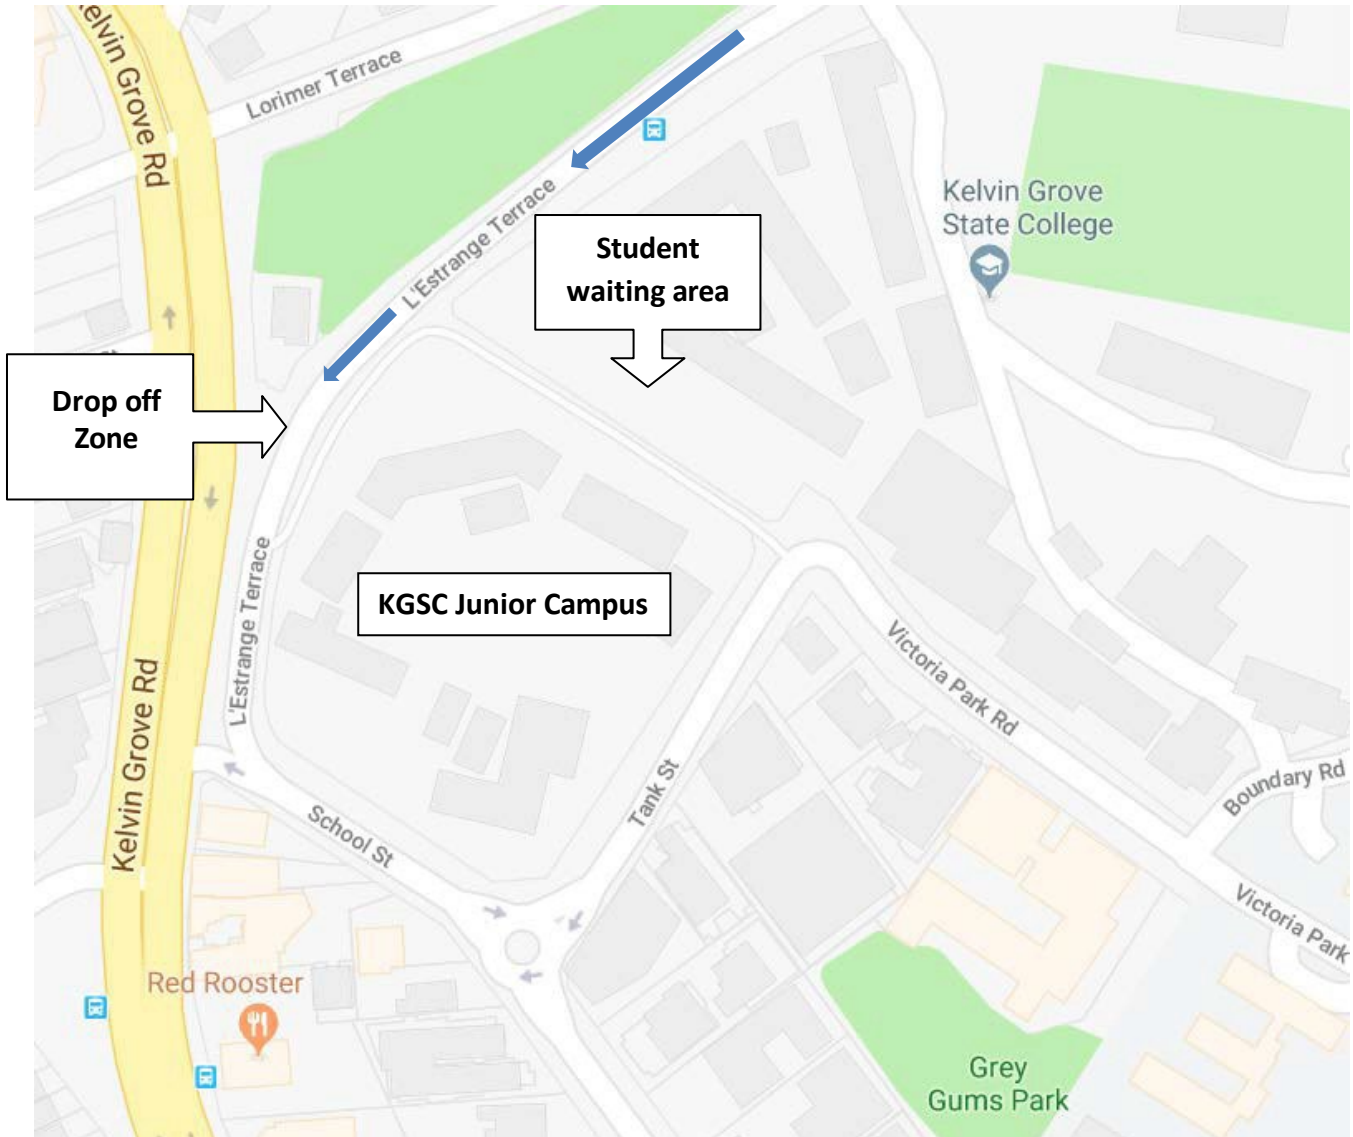 Kelvin Grove Rd
Lorimer Terrace
L'Estrange Terrace
Kelvin Grove
State College
Student
waiting area
Drop off
Zone
L'Estrange Terrace
KGSC Junior Campus
Victoria Park Rd
Kelvin Grove Rd
Tank St
Boundary Rd
School St
Victoria Park
Red Rooster
Grey
Gums Park